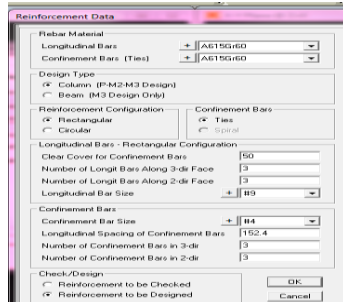 Reinforcement Data
Rebar Material
Longitudinal Bars + A615Gr60
Confinement Bars (Ties) + A615Gr60
Design Type
Column (P-M2-M3 Design)
Beam (M3 Design Only)
Reinforcement Configuration Confinement Bars
Rectangular Ties
Circular Spiral
Longitudinal Bars - Rectangular Configuration
Clear Cover for Confinement Bars 50
Number of Longit Bars Along 3-dir Face 3
Number of Longit Bars Along 2-dir Face 3
Longitudinal Bar Size + #9
Confinement Bars
Confinement Bar Size + #4
Longitudinal Spacing of Confinement Bars 152.4
Number of Confinement Bars in 3-dir 3
Number of Confinement Bars in 2-dir 3
Check/Design
Reinforcement to be Checked OK
Reinforcement to be Designed Cancel